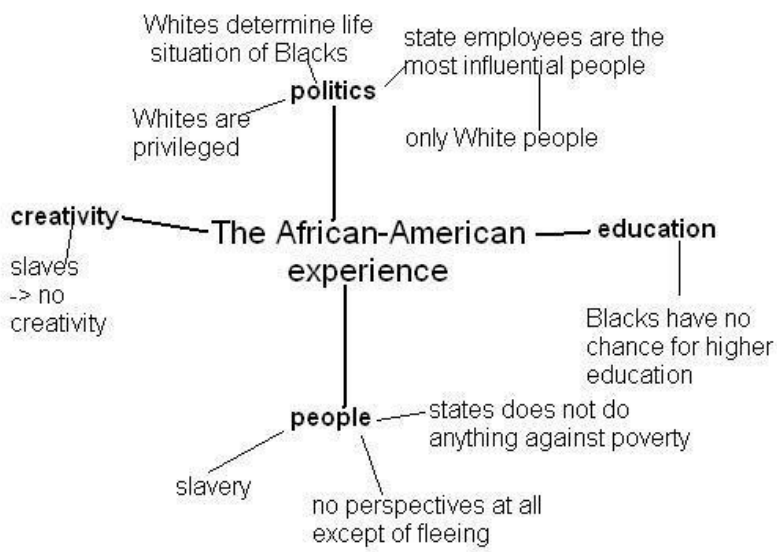 Whites determine life
situation of Blacks
state employees are the
most influential people
politics
Whites are
privileged
only White people
creativity
The African-American
experience
education
slaves
-> no
creativity
Blacks have no
chance for higher
education
people
states does not do
anything against poverty
slavery
no perspectives at all
except of fleeing